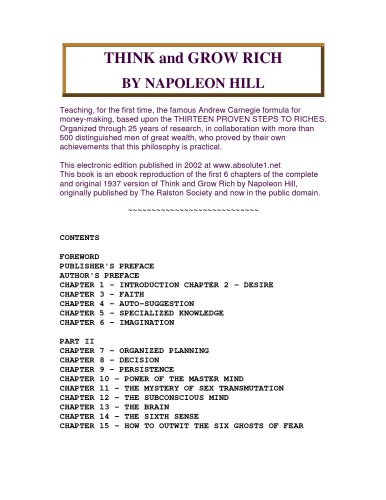 THINK and GROW RICH
BY NAPOLEON HILL
Teaching, for the first time, the famous Andrew Carnegie formula for
money-making, based upon the THIRTEEN PROVEN STEPS TO RICHES.
Organized through 25 years of research, in collaboration with more than
500 distinguished men of great wealth, who proved by their own
achievements that this philosophy is practical.
This electronic edition published in 2002 at www.absolute1.net
This book is an ebook reproduction of the first 6 chapters of the complete
and original 1937 version of Think and Grow Rich by Napoleon Hill,
originally published by The Ralston Society and now in the public domain.
~~~~~~~~~~~~~~~~~~~~~~~~~~~~
CONTENTS
FOREWORD
PUBLISHER'S PREFACE
AUTHOR'S PREFACE
CHAPTER 1 – INTRODUCTION CHAPTER 2 – DESIRE
CHAPTER 3 – FAITH
CHAPTER 4 – AUTO-SUGGESTION
CHAPTER 5 – SPECIALIZED KNOWLEDGE
CHAPTER 6 – IMAGINATION
PART II
CHAPTER 7 – ORGANIZED PLANNING
CHAPTER 8 – DECISION
CHAPTER 9 – PERSISTENCE
CHAPTER 10 – POWER OF THE MASTER MIND
CHAPTER 11 – THE MYSTERY OF SEX TRANSMUTATION
CHAPTER 12 – THE SUBCONSCIOUS MIND
CHAPTER 13 – THE BRAIN
CHAPTER 14 – THE SIXTH SENSE
CHAPTER 15 – HOW TO OUTWIT THE SIX GHOSTS OF FEAR